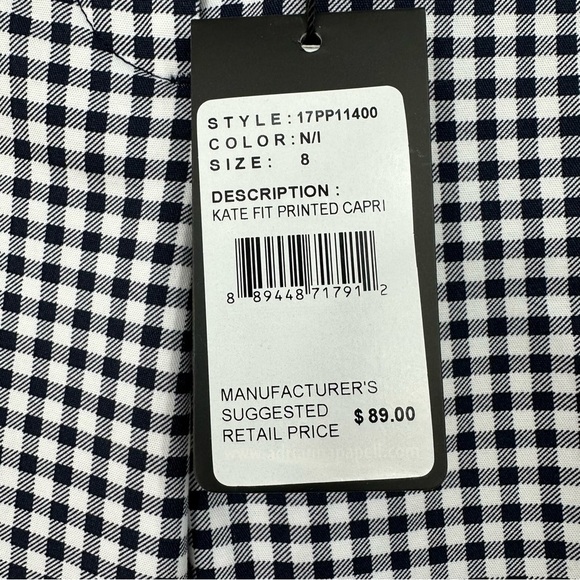 STYLE: 17PP11400
COLOR: N/I
SIZE: 8
DESCRIPTION :
KATE FIT PRINTED CAPRI
8 89448 71791 2
MANUFACTURER'S
SUGGESTED
RETAIL PRICE
$ 89.00